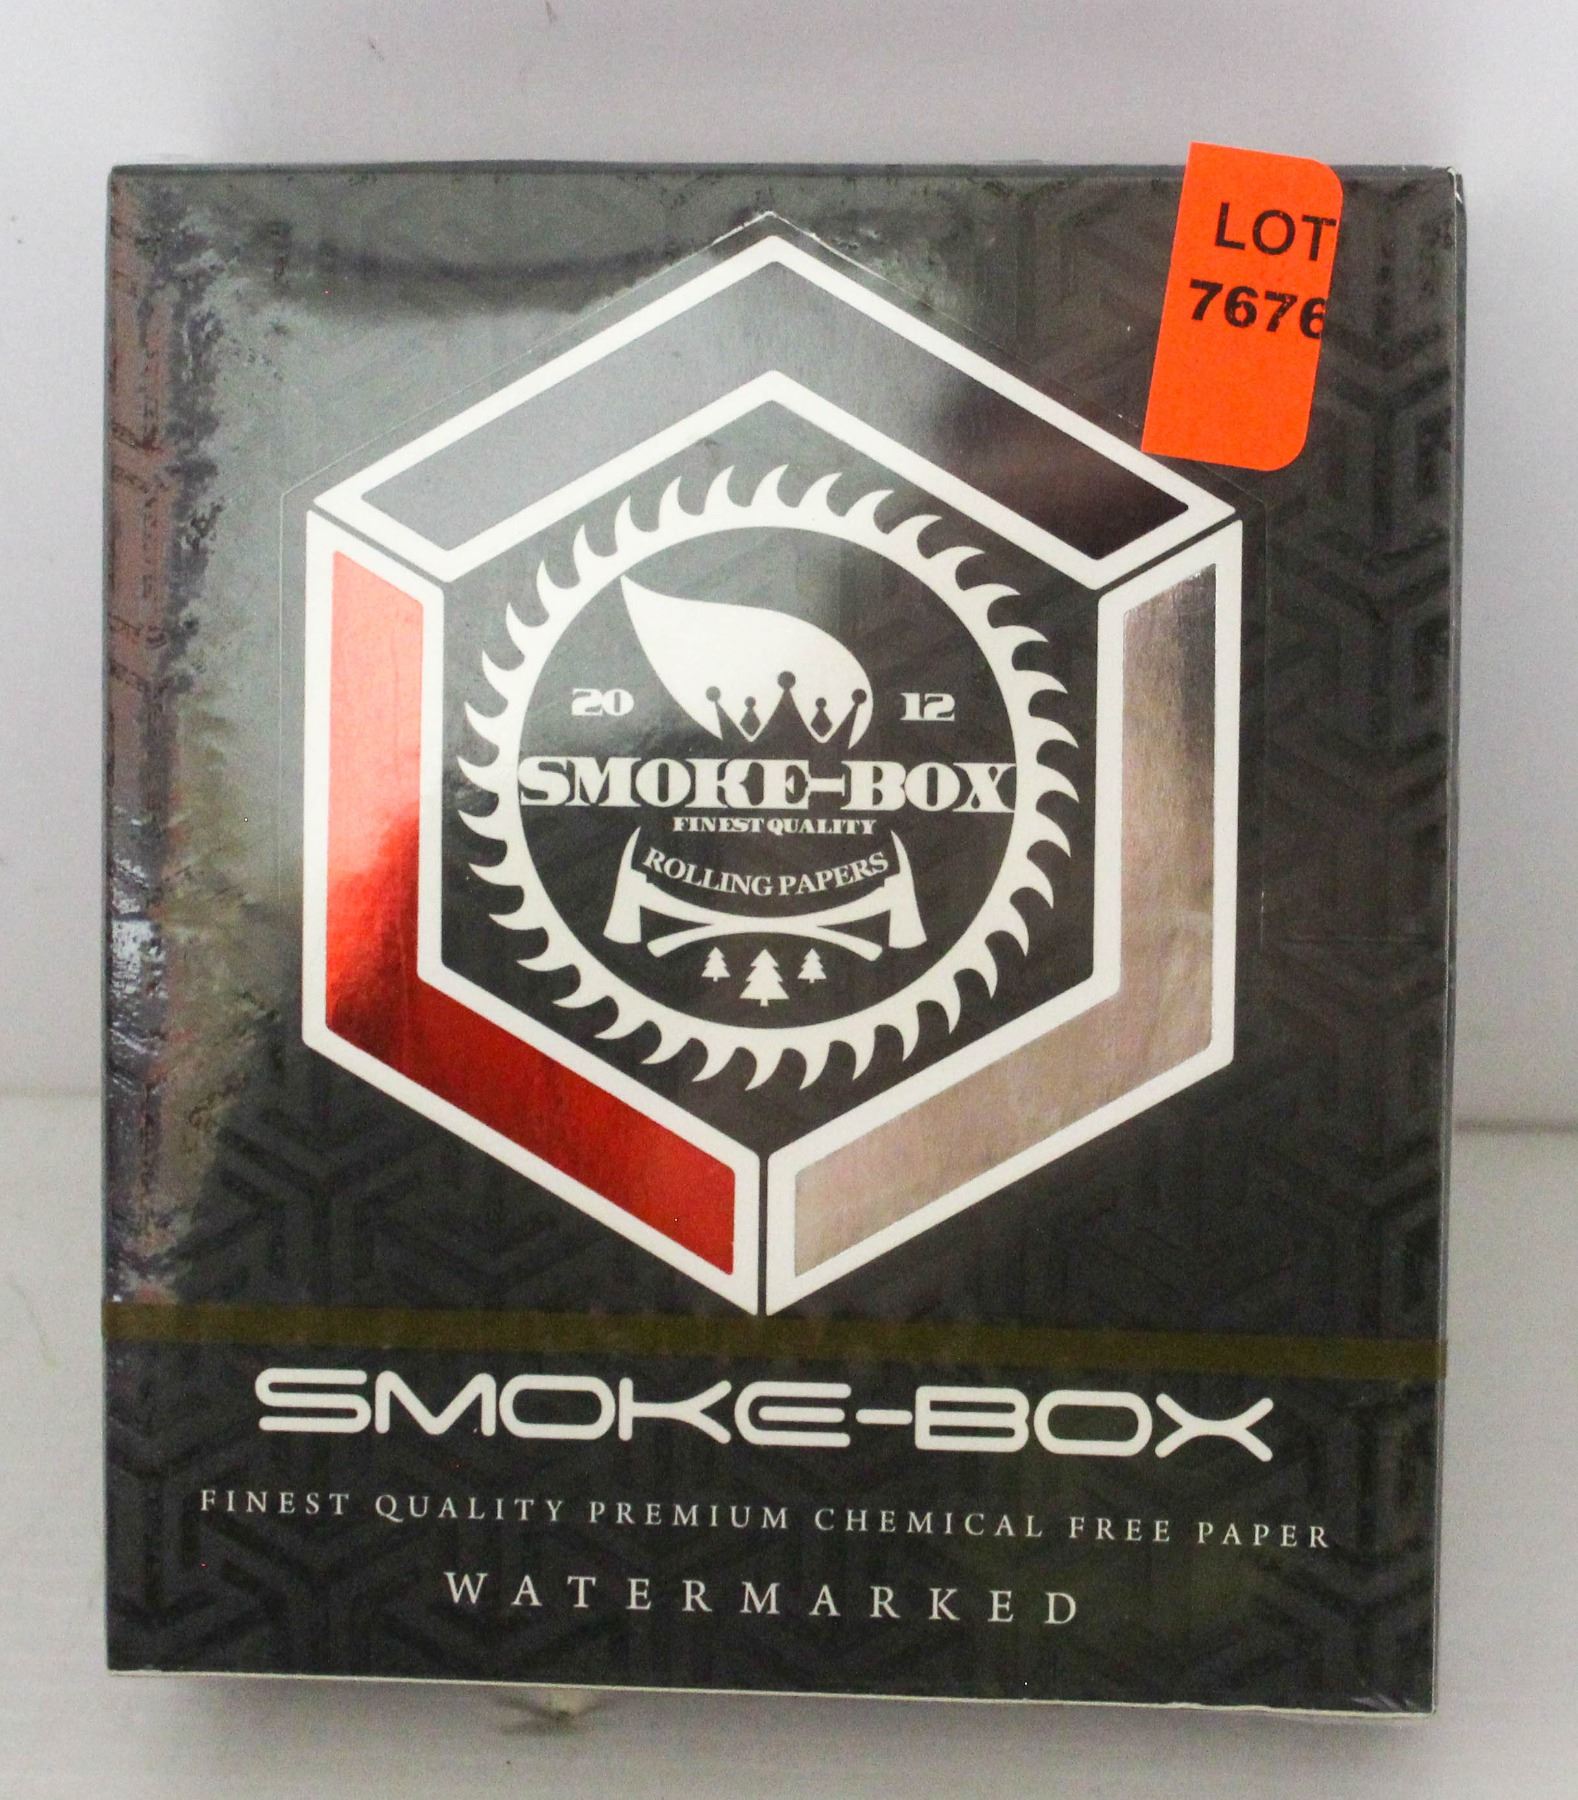 LOT
7676
20 12
SMOKE-BOX
FINEST QUALITY
ROLLING PAPERS
SMOKE-BOX
FINEST QUALITY PREMIUM CHEMICAL FREE PAPER
WATERMARKED